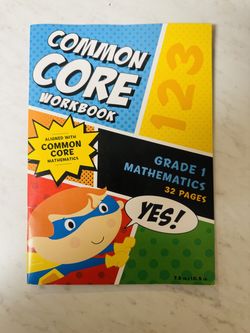 COMMON
CORE
WORKBOOK
123
ALIGNED WITH
COMMON
CORE
MATHEMATICS
GRADE 1
MATHEMATICS
32 PAGES
YES!